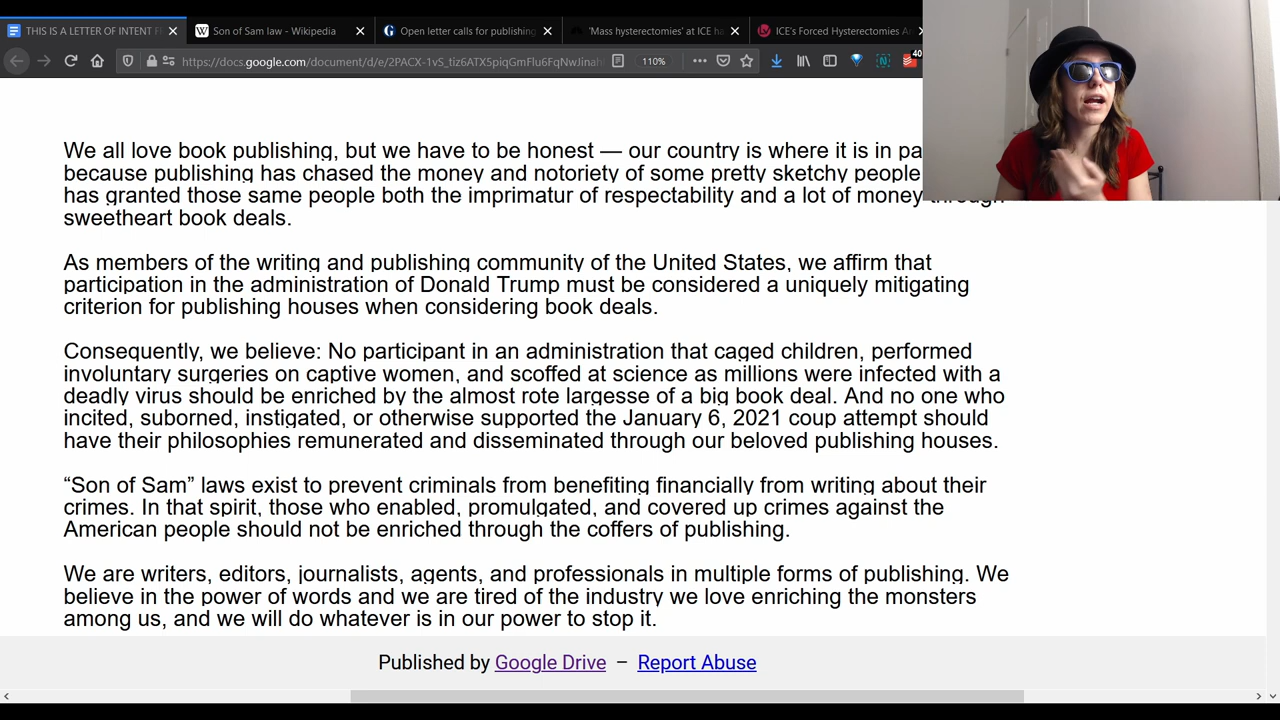 THIS IS A LETTER OF INTENT F
Son of Sam law - Wikipedia
Open letter calls for publishing
'Mass hysterectomies' at ICE ha
ICE's Forced Hysterectomies A
https://docs.google.com/document/d/e/2PACX-1vS_
110%
40
We all love book publishing, but we have to be honest — our country is where it is in pa
because publishing has chased the money and notoriety of some pretty sketchy people
has granted those same people both the imprimatur of respectability and a lot of money through
sweetheart book deals.
As members of the writing and publishing community of the United States, we affirm that
participation in the administration of Donald Trump must be considered a uniquely mitigating
criterion for publishing houses when considering book deals.
Consequently, we believe: No participant in an administration that caged children, performed
involuntary surgeries on captive women, and scoffed at science as millions were infected with a
deadly virus should be enriched by the almost rote largesse of a big book deal. And no one who
incited, suborned, instigated, or otherwise supported the January 6, 2021 coup attempt should
have their philosophies remunerated and disseminated through our beloved publishing houses.
“Son of Sam” laws exist to prevent criminals from benefiting financially from writing about their
crimes. In that spirit, those who enabled, promulgated, and covered up crimes against the
American people should not be enriched through the coffers of publishing.
We are writers, editors, journalists, agents, and professionals in multiple forms of publishing. We
believe in the power of words and we are tired of the industry we love enriching the monsters
among us, and we will do whatever is in our power to stop it.
Published by Google Drive – Report Abuse